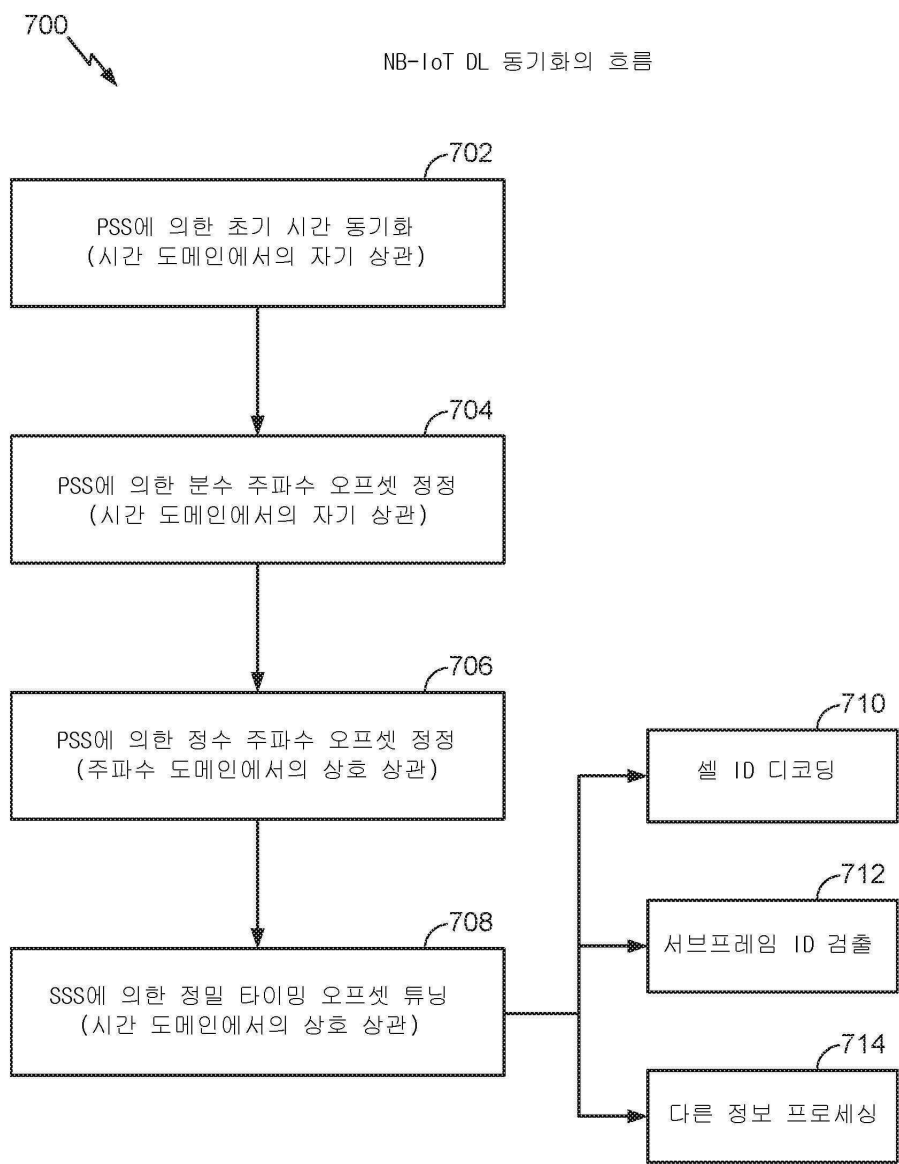 700
NB-IoT DL 동기화의 흐름
702
PSS에 의한 초기 시간 동기화
(시간 도메인에서의 자기 상관)
704
PSS에 의한 분수 주파수 오프셋 정정
(시간 도메인에서의 자기 상관)
706
PSS에 의한 정수 주파수 오프셋 정정
(주파수 도메인에서의 상호 상관)
708
SSS에 의한 정밀 타이밍 오프셋 튜닝
(시간 도메인에서의 상호 상관)
710
셀 ID 디코딩
712
서브프레임 ID 검출
714
다른 정보 프로세싱